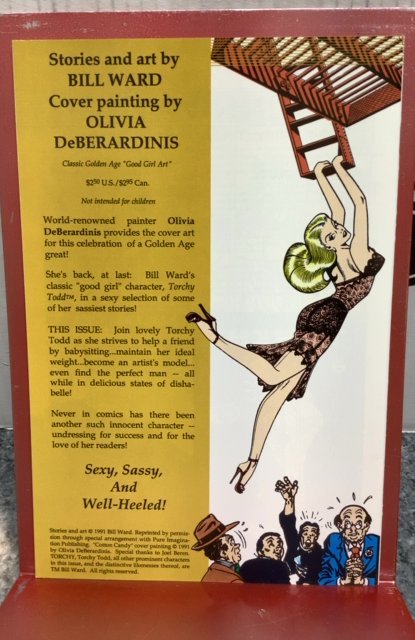 Stories and art by
BILL WARD
Cover painting by
OLIVIA
DeBERARDINIS
Classic Golden Age "Good Girl Art"
$2⁵⁰ U.S./$2⁹⁵ Can.
Not intended for children
World-renowned painter Olivia
DeBerardinis provides the cover art
for this celebration of a Golden Age
great!
She's back, at last: Bill Ward's
classic "good girl" character, Torchy
Todd™, in a sexy selection of some
of her sassiest stories!
THIS ISSUE: Join lovely Torchy
Todd as she strives to help a friend
by babysitting...maintain her ideal
weight...become an artist's model...
even find the perfect man -- all
while in delicious states of disha-
belle!
Never in comics has there been
another such innocent character --
undressing for success and for the
love of her readers!
Sexy, Sassy,
And
Well-Heeled!
Stories and art © 1991 Bill Ward. Reprinted by permis-
sion through special arrangement with Pure Imagina-
tion Publishing. "Comix Candy" cover painting © 1991
by Olivia DeBerardinis. Special thanks to Joel Beren.
TORCHY, Torchy Todd, all other prominent characters
in this issue, and the distinctive likenesses thereof, are
TM Bill Ward. All rights reserved.